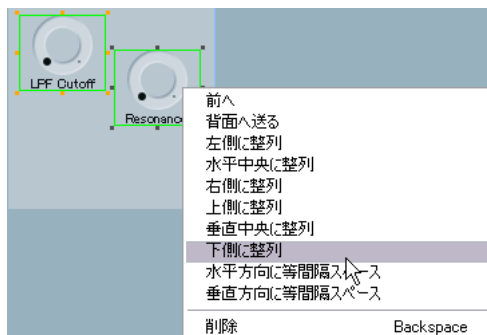 LPF Cutoff
Resonanc
前へ
背面へ送る
左側に整列
水平中央に整列
右側に整列
上側に整列
垂直中央に整列
下側に整列
水平方向に等間隔スペース
垂直方向に等間隔スペース
削除 Backspace